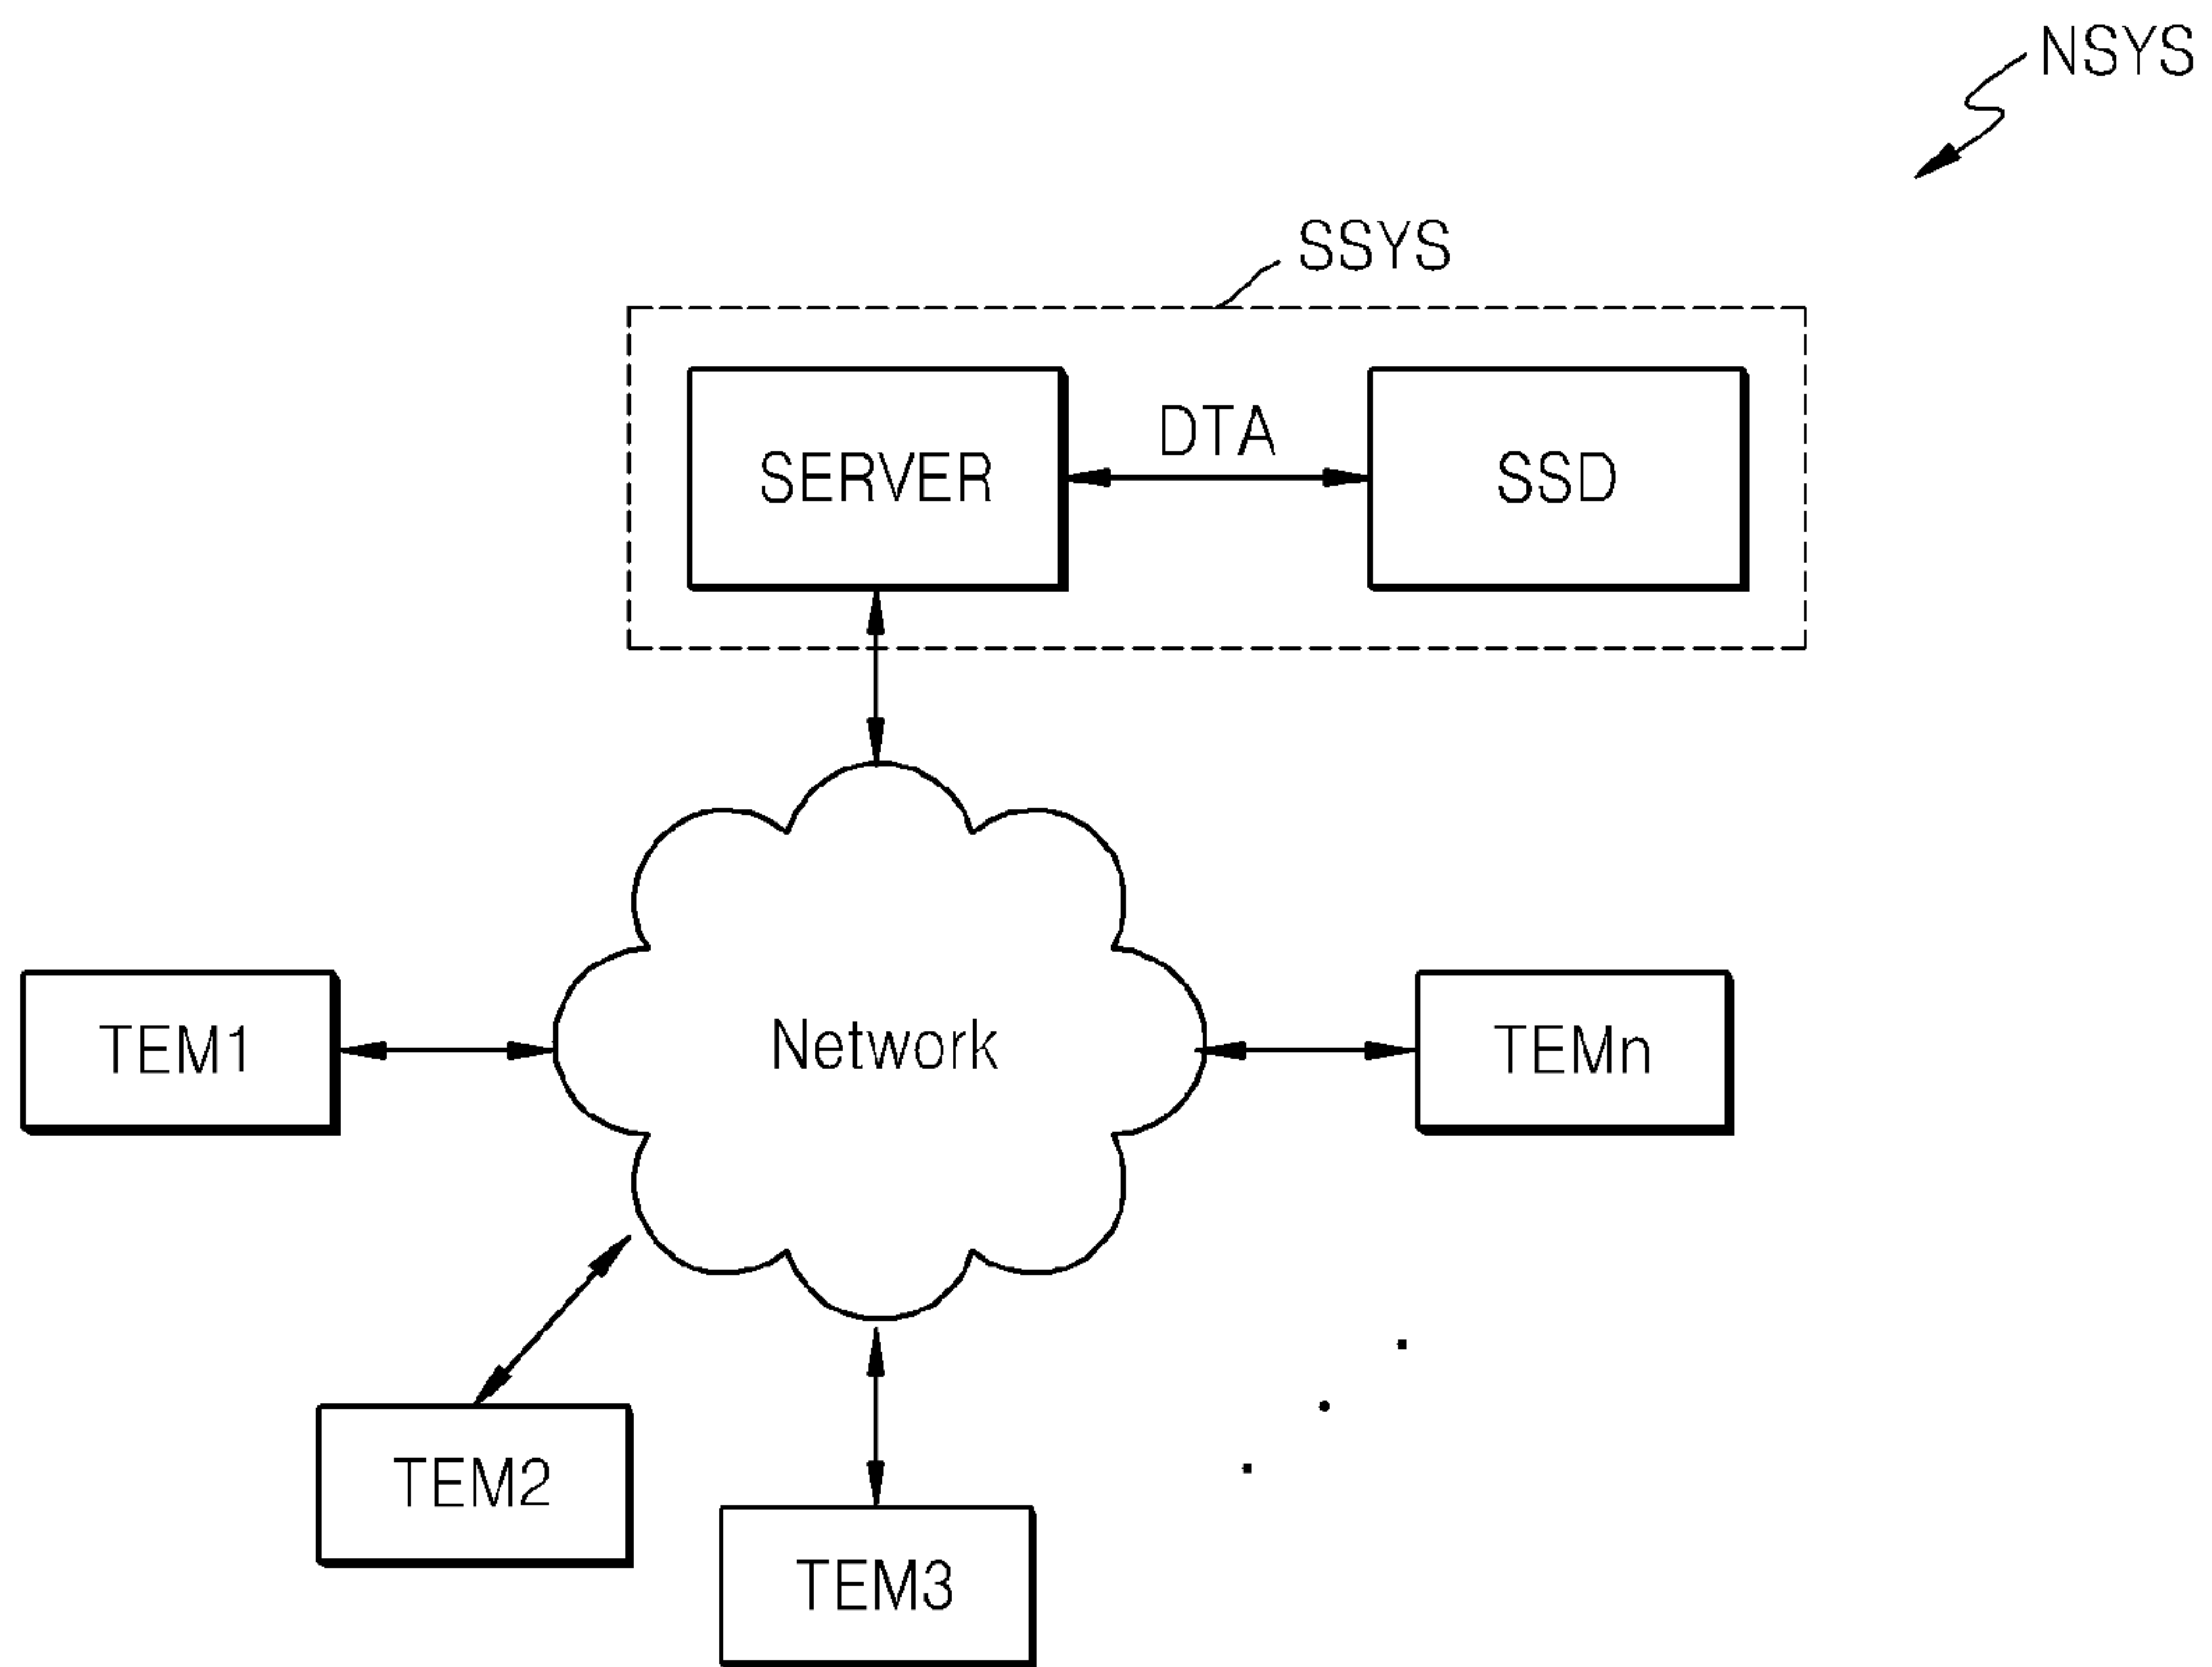 NSYS
SSYS
DTA
SERVER
SSD
Network
TEM1
TEMn
TEM2
TEM3